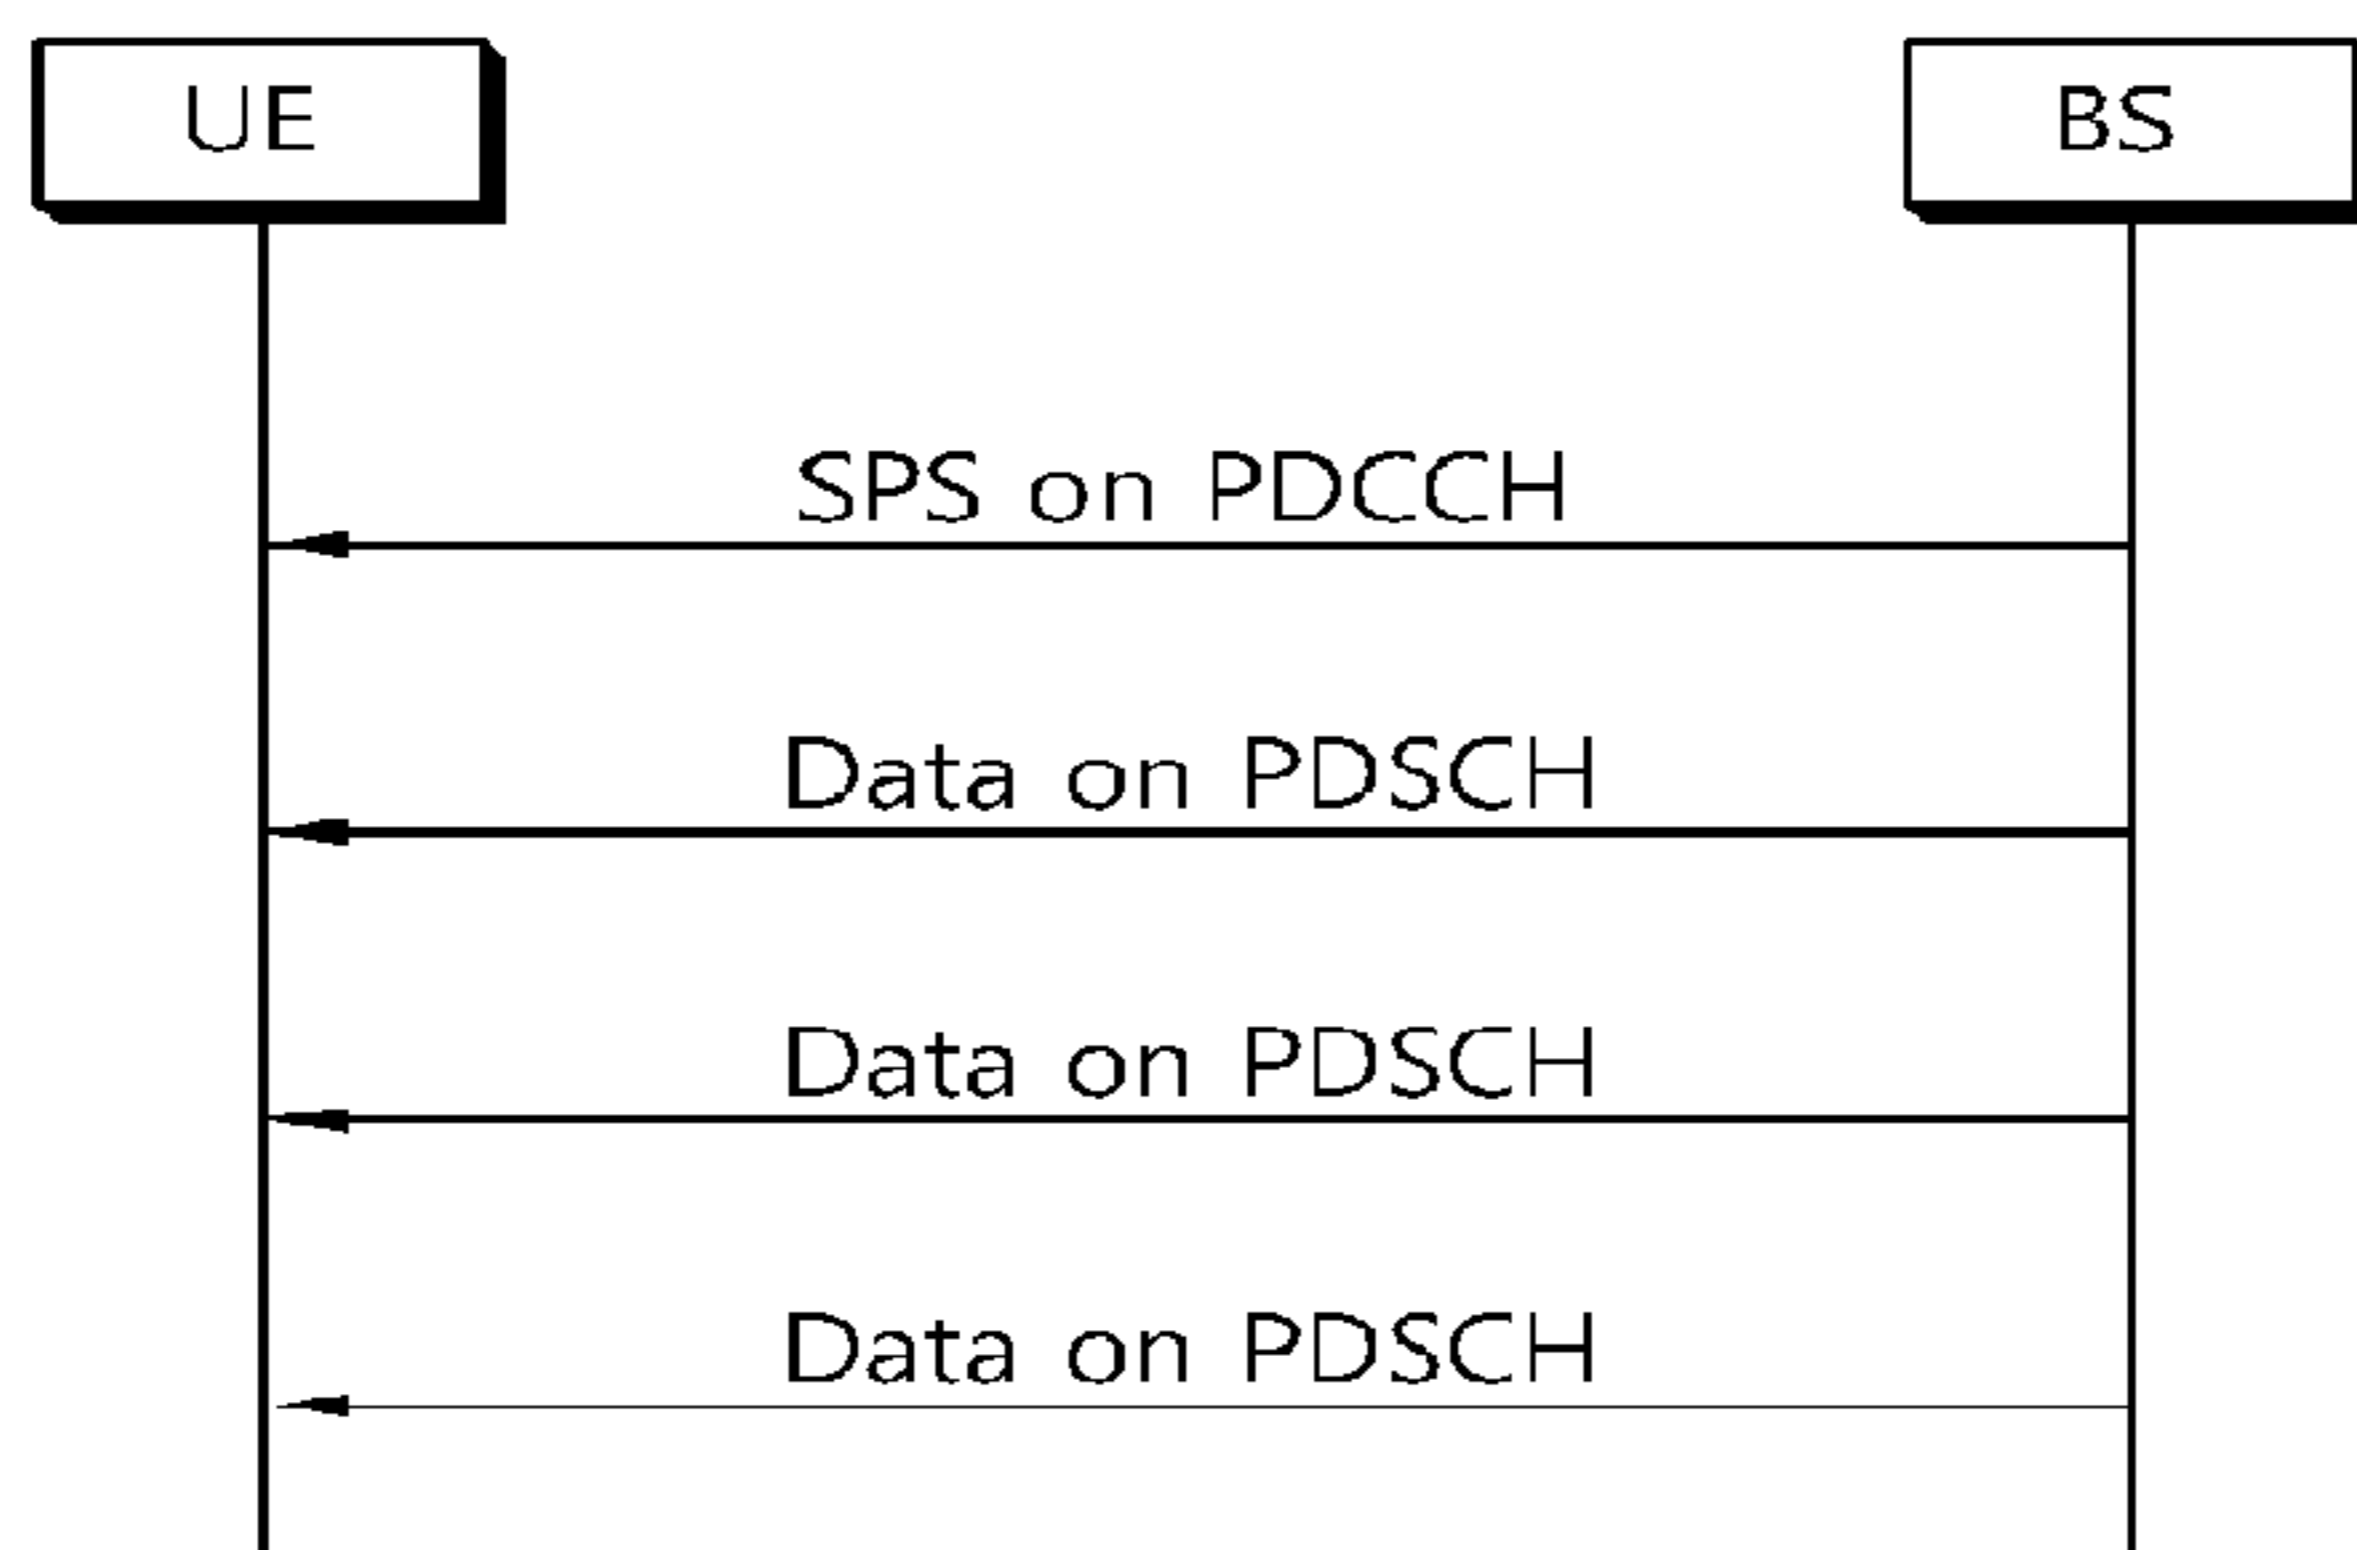 UE
BS
SPS on PDCCH
Data on PDSCH
Data on PDSCH
Data on PDSCH